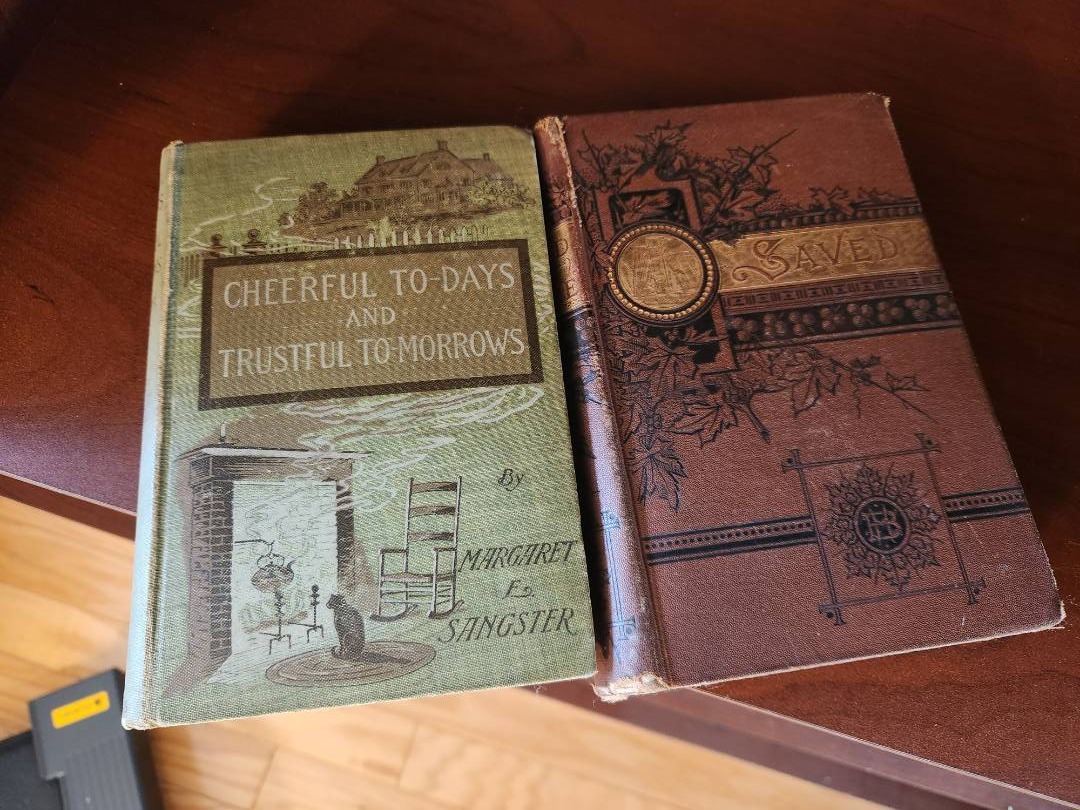 CHEERFUL TO-DAYS
AND
TRUSTFUL TO-MORROWS
By
MARGARET
E.
SANGSTER
SAVED